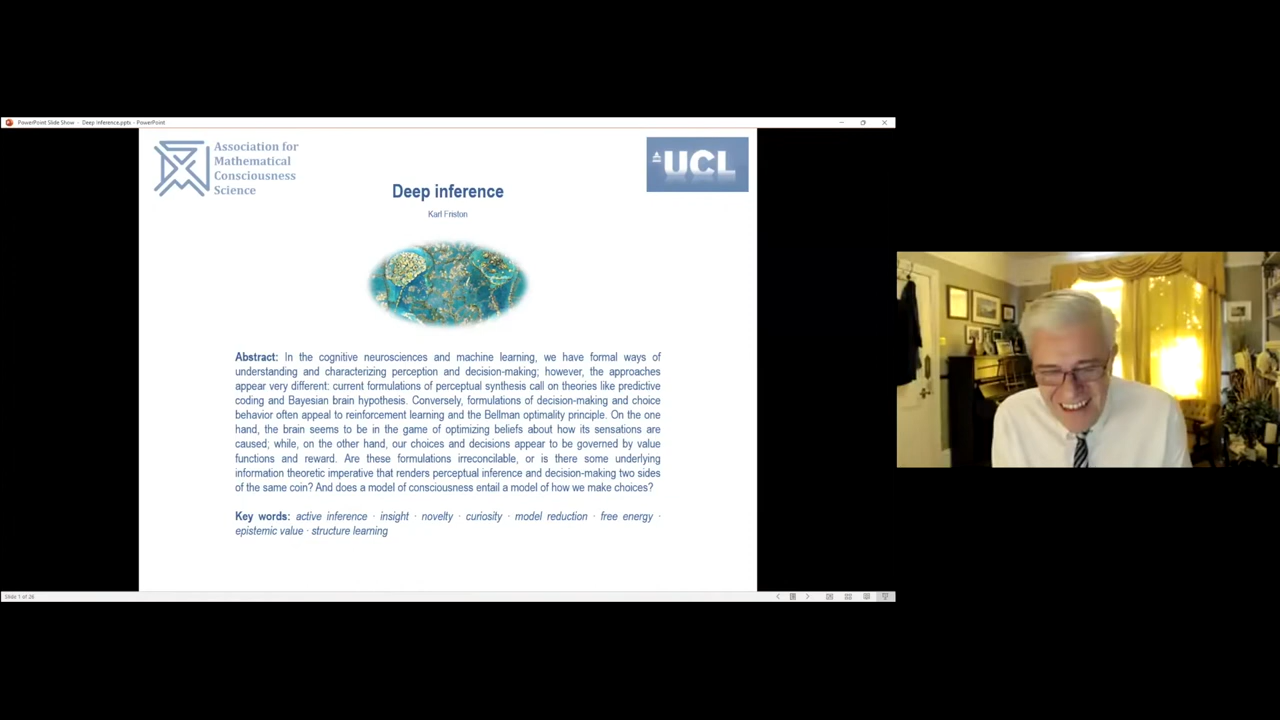 PowerPoint Slide Show - Deep Inference.pptx - PowerPoint
Association for
Mathematical
Consciousness
Science
UCL
Deep inference
Karl Friston
Abstract: In the cognitive neurosciences and machine learning, we have formal ways of
understanding and characterizing perception and decision-making; however, the approaches
appear very different: current formulations of perceptual synthesis call on theories like predictive
coding and Bayesian brain hypothesis. Conversely, formulations of decision-making and choice
behavior often appeal to reinforcement learning and the Bellman optimality principle. On the one
hand, the brain seems to be in the game of optimizing beliefs about how its sensations are
caused; while, on the other hand, our choices and decisions appear to be governed by value
functions and reward. Are these formulations irreconcilable, or is there some underlying
information theoretic imperative that renders perceptual inference and decision-making two sides
of the same coin? And does a model of consciousness entail a model of how we make choices?
Key words: active inference · insight · novelty · curiosity · model reduction · free energy ·
epistemic value · structure learning
Slide 1 of 26